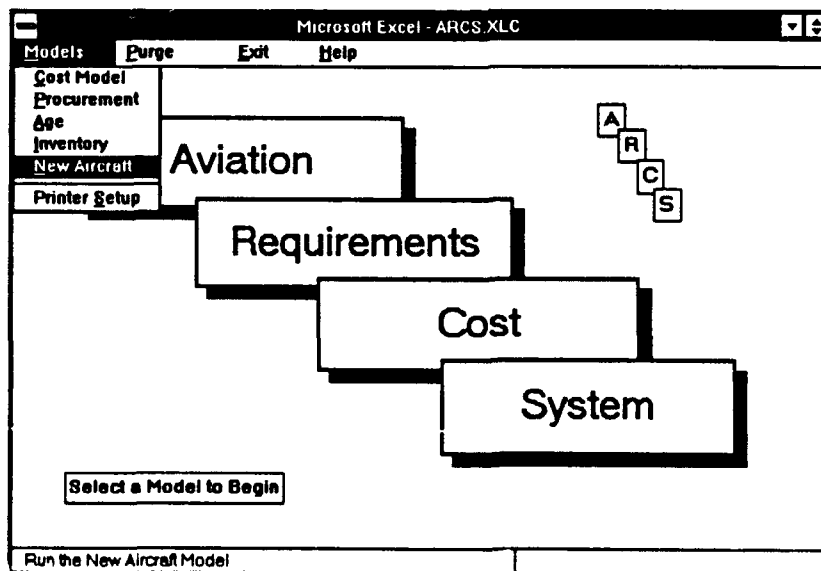 Microsoft Excel - ARCS.XLC
Models Purge Exit Help
Cost Model
Procurement
Age
Inventory
New Aircraft
Printer Setup
Aviation
Requirements
Cost
System
A
R
C
S
Select a Model to Begin
Run the New Aircraft Model